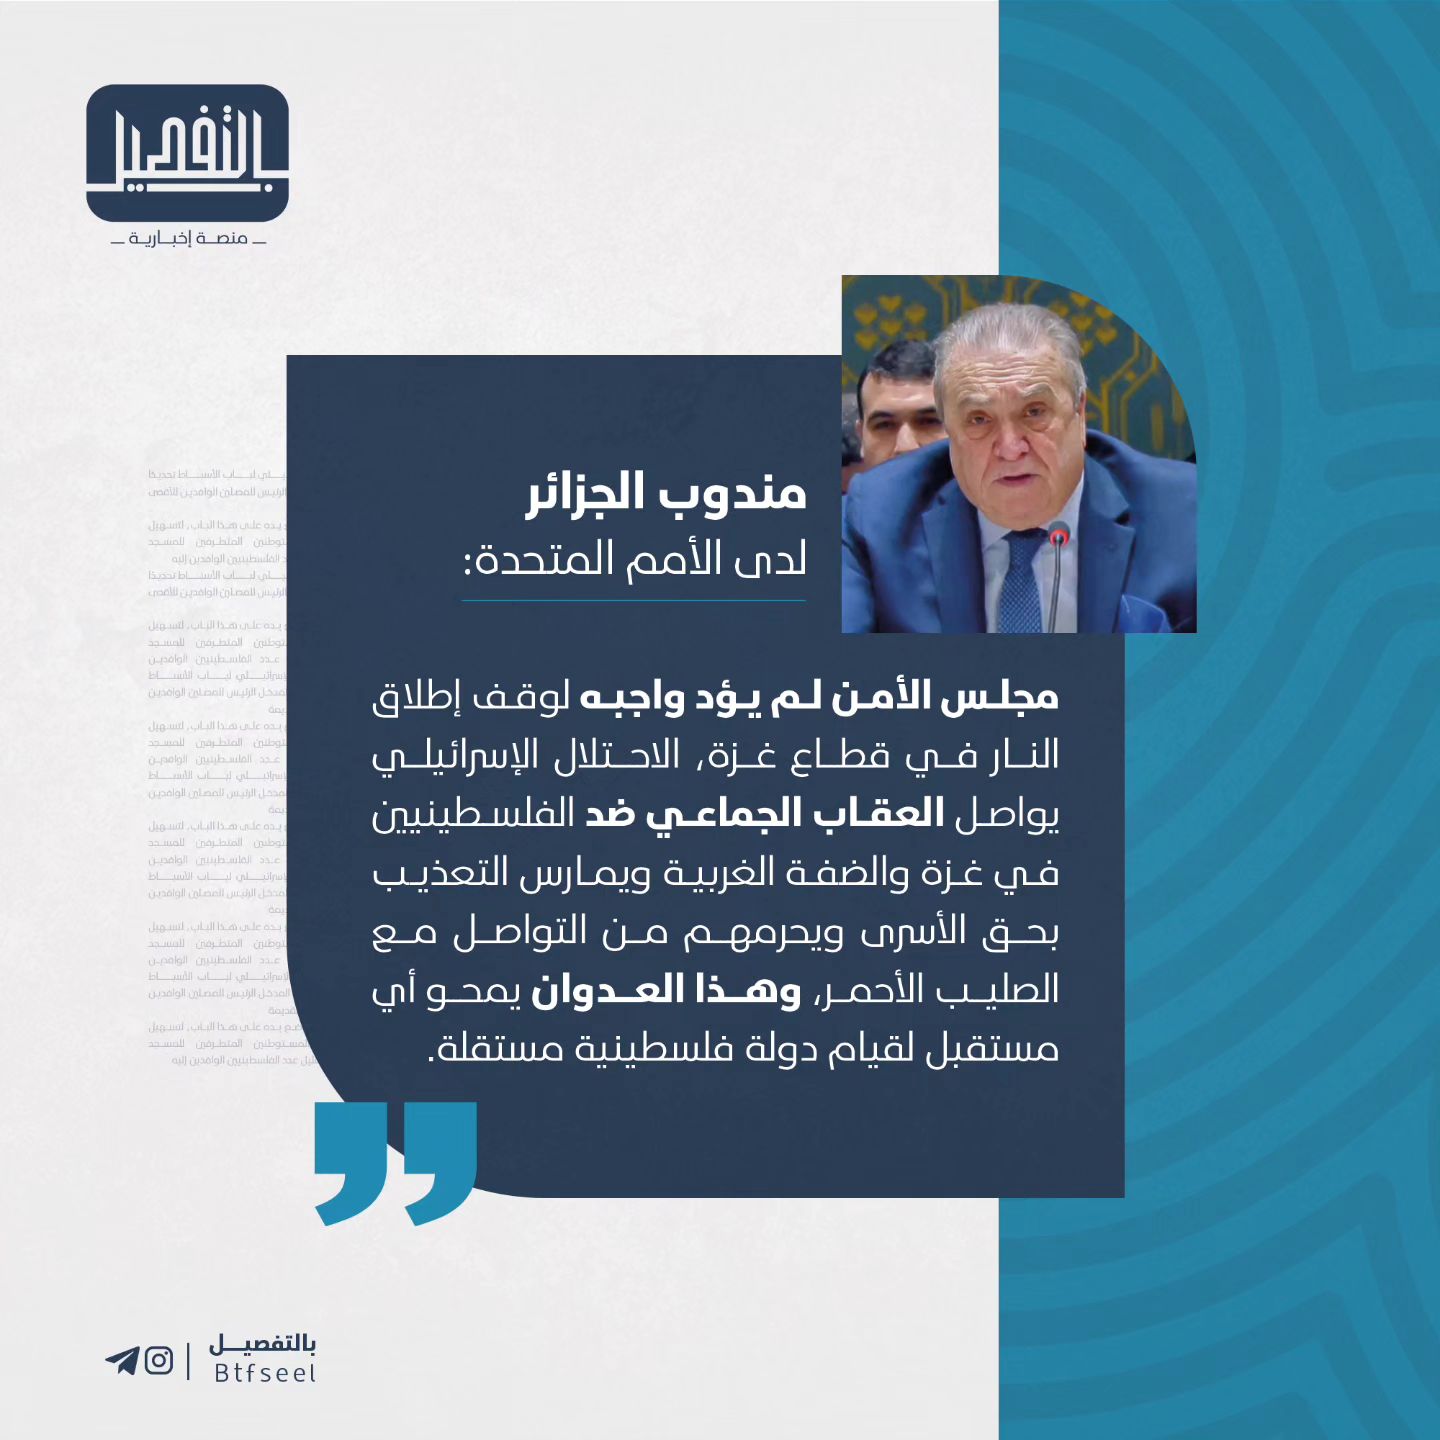 بالتفصيل
منصة إخبارية
مندوب الجزائر
لدى الأمم المتحدة:
مجلس الأمن لم يؤد واجبه لوقف إطلاق
النار في قطاع غزة، الاحتلال الإسرائيلي
يواصل العقاب الجماعي ضد الفلسطينيين
في غزة والضفة الغربية ويمارس التعذيب
بحق الأسرى ويحرمهم من التواصل مع
الصليب الأحمر، وهذا العدوان يمحو أي
مستقبل لقيام دولة فلسطينية مستقلة.
بالتفصيل
Btfseel